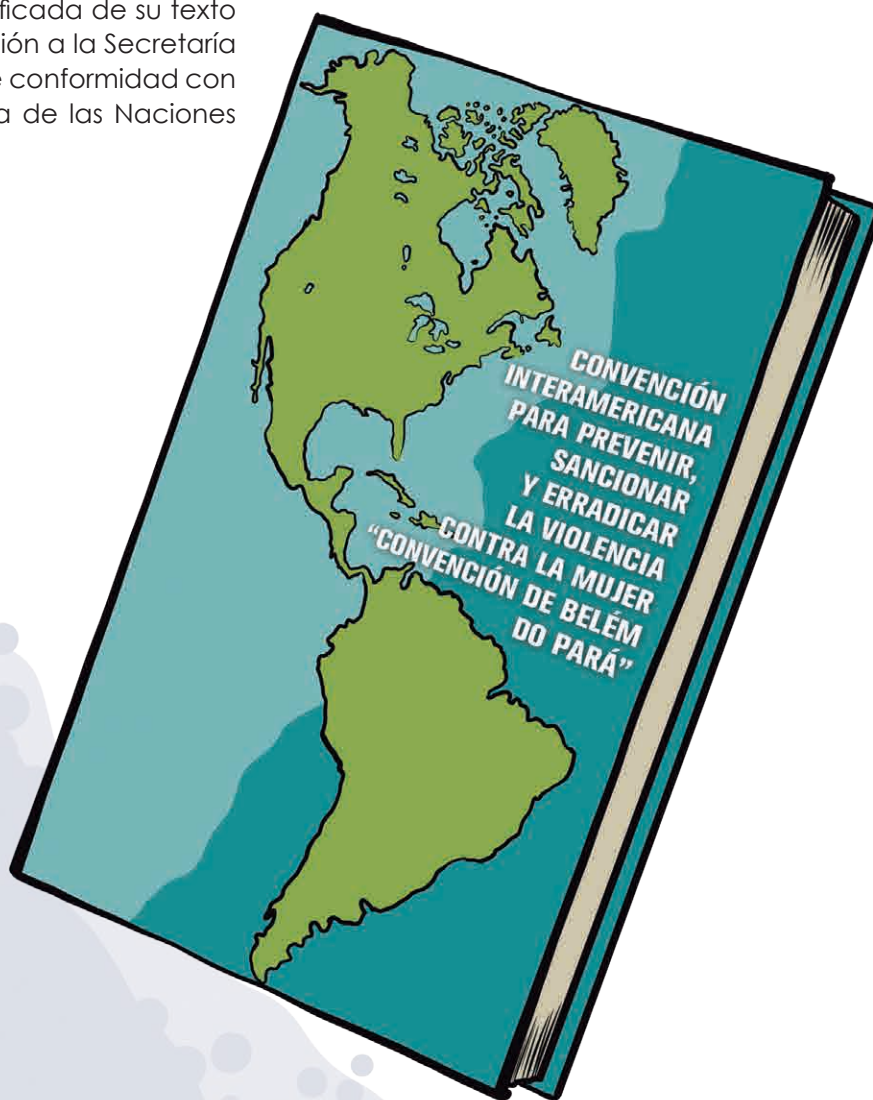 ficada de su texto
ión a la Secretaría
conformidad con
a de las Naciones
CONVENCIÓN
INTERAMERICANA
PARA PREVENIR,
SANCIONAR
Y ERRADICAR
LA VIOLENCIA
CONTRA LA MUJER
“CONVENCIÓN DE BELÉM
DO PARÁ”